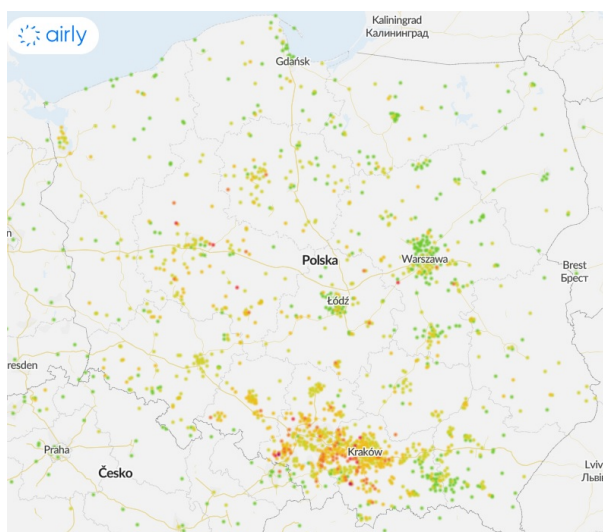 airly
Kaliningrad
Калининград
Gdańsk
Polska
Warszawa
Brest
Брест
Łódź
resden
Praha
Česko
Kraków
Lviv
Львів